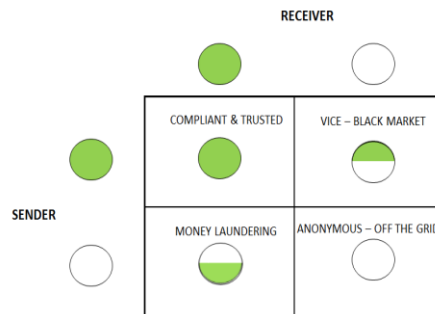 RECEIVER
COMPLIANT & TRUSTED
VICE – BLACK MARKET
SENDER
MONEY LAUNDERING
ANONYMOUS – OFF THE GRID